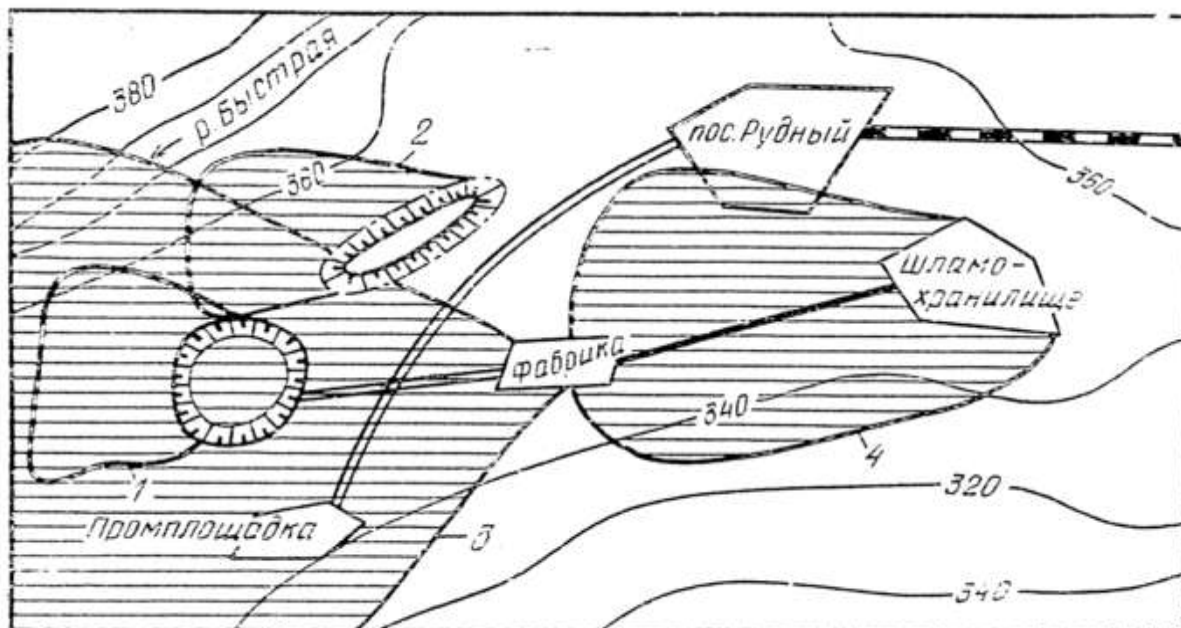 380
р. Быстрая
2
360
пос. Рудный
360
Шламо-
хранилище
фабрика
340
1
4
320
Промплощадка
3
340